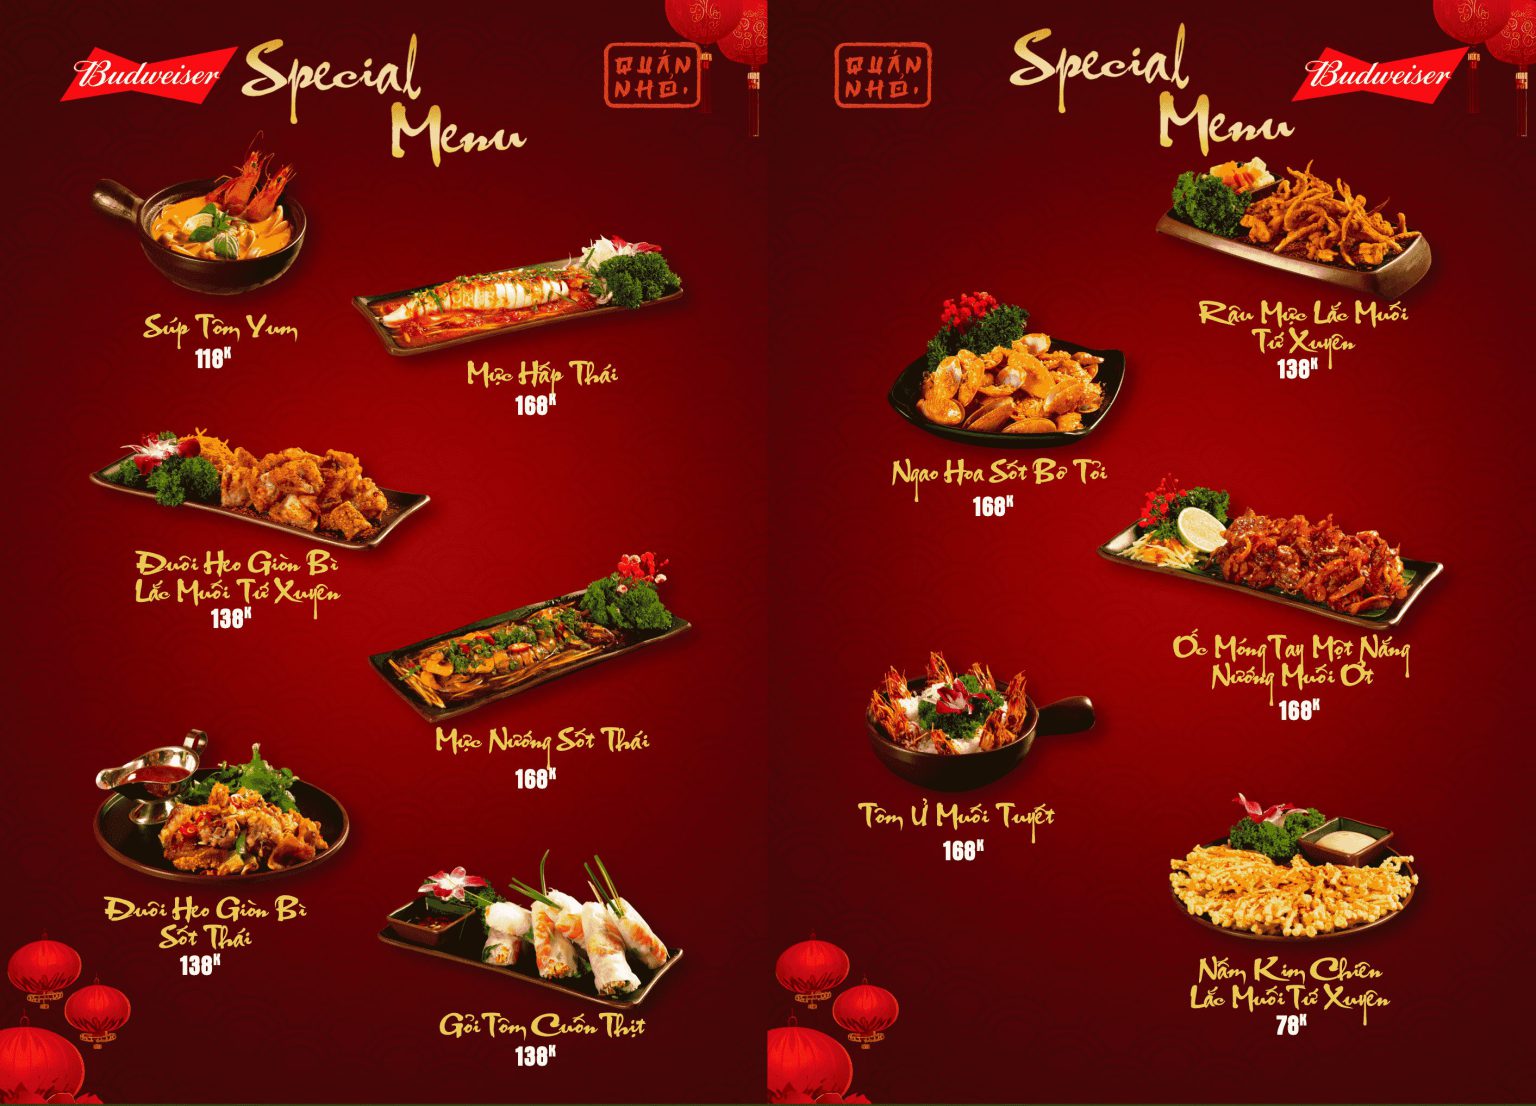 Budweiser
Special
Menu
QUÁN
NHỎ.
Súp Tôm Yum
118K
Mực Hấp Thái
168K
Đuôi Heo Giòn Bì
Lắc Muối Tứ Xuyên
138K
Mực Nướng Sốt Thái
168K
Đuôi Heo Giòn Bì
Sốt Thái
138K
Gỏi Tôm Cuốn Thịt
138K
QUÁN
NHỎ.
Special
Menu
Budweiser
Râu Mực Lắc Muối
Tứ Xuyên
138K
Ngao Hoa Sốt Bơ Tỏi
168K
Ốc Móng Tay Một Nắng
Nướng Muối Ớt
168K
Tôm Ủ Muối Tuyết
168K
Nấm Kim Chiên
Lắc Muối Tứ Xuyên
78K